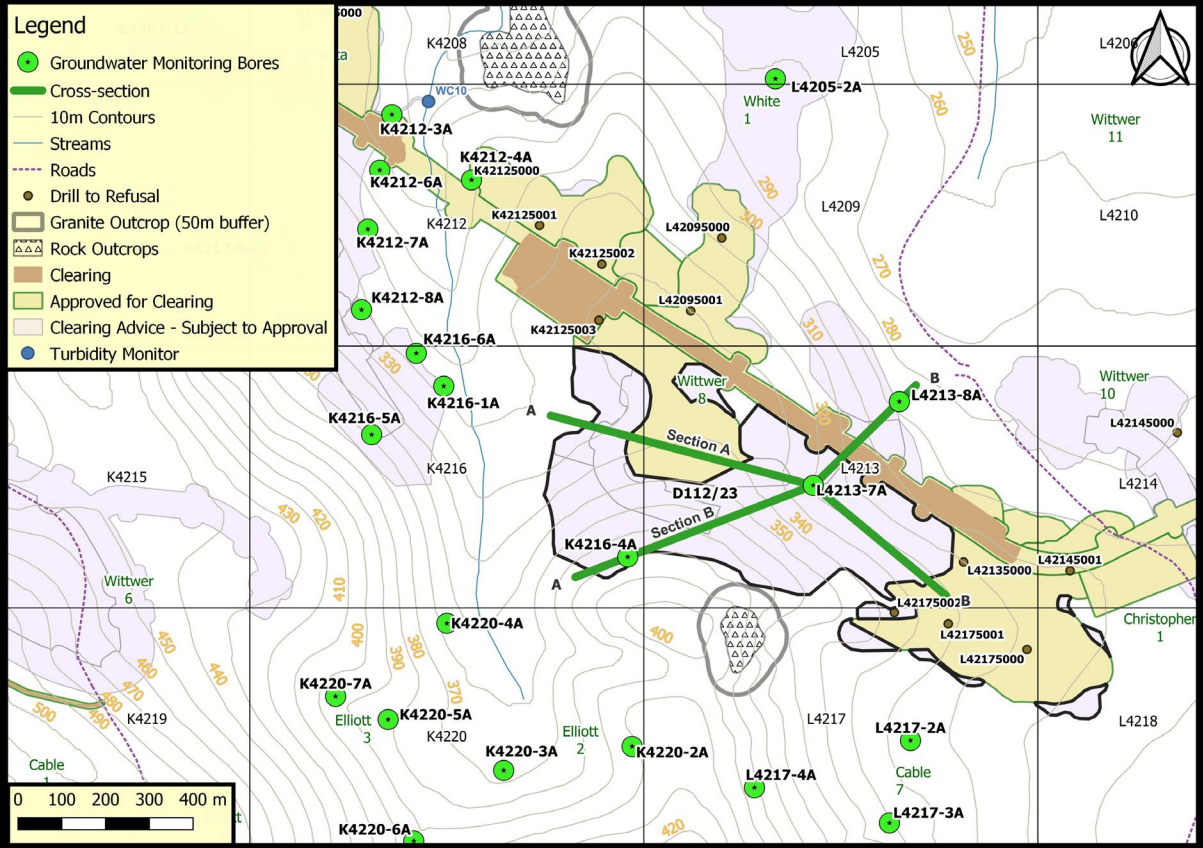 Legend
Groundwater Monitoring Bores
Cross-section
10m Contours
Streams
Roads
Drill to Refusal
Granite Outcrop (50m buffer)
Rock Outcrops
Clearing
Approved for Clearing
Clearing Advice - Subject to Approval
Turbidity Monitor
K4208
L4205
L4206
250
WC10
L4205-2A
White
1
260
Wittwer
11
K4212-3A
K4212-4A
K42125000
K4212-6A
290
K42125001
K4212
L42095000
300
L4209
L4210
K4212-7A
K42125002
270
K4212-8A
L42095001
K42125003
310
280
K4216-6A
330
Wittwer
8
K4216-1A
300
B
L4213-8A
Wittwer
10
K4216-5A
A
L42145000
Section A
K4215
K4216
L4213
L4214
L4213-7A
D112/23
430
420
340
350
Section B
K4216-4A
L42145001
L42135000
A
410
Wittwer
6
B
L42175002
K4220-4A
L42175001
Christopher
1
400
380
400
390
L42175000
450
460
440
470
K4220-7A
370
480
490
500
K4219
K4220-5A
Elliott
3
K4220
Elliott
2
K4220-2A
L4217
L4217-2A
L4218
K4220-3A
Cable
L4217-4A
Cable
7
L4217-3A
0 100 200 300 400 m
K4220-6A
420